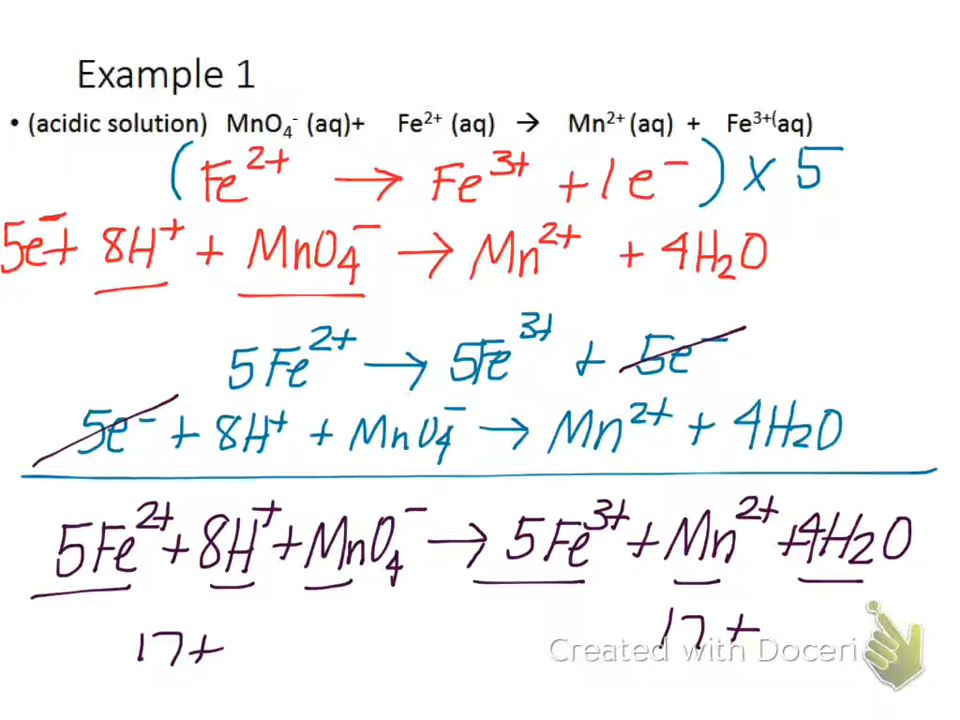 Example 1
• (acidic solution) MnO₄⁻ (aq)+ Fe²⁺ (aq) → Mn²⁺ (aq) + Fe³⁺⁽aq)
(Fe²⁺ → Fe³⁺ + 1e⁻) x 5
5e⁻ + 8H⁺ + MnO₄⁻ → Mn²⁺ + 4H₂O
5Fe²⁺ → 5Fe³⁺ + 5e⁻
5e⁻ + 8H⁺ + MnO₄⁻ → Mn²⁺ + 4H₂O
5Fe²⁺ + 8H⁺ + MnO₄⁻ → 5Fe³⁺ + Mn²⁺ + 4H₂O
17+ 17+
Created with Doceri